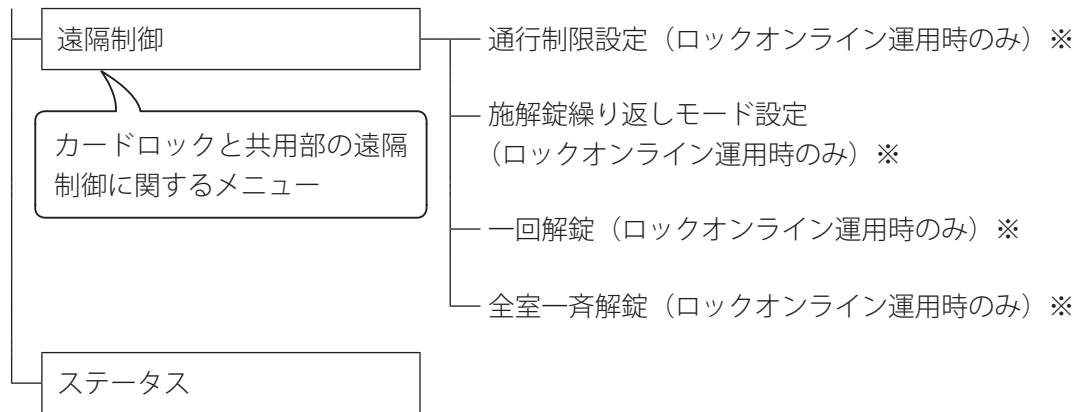 遠隔制御
通行制限設定（ロックオンライン運用時のみ）※
カードロックと共用部の遠隔
制御に関するメニュー
施解錠繰り返しモード設定
（ロックオンライン運用時のみ）※
一回解錠（ロックオンライン運用時のみ）※
全室一斉解錠（ロックオンライン運用時のみ）※
ステータス